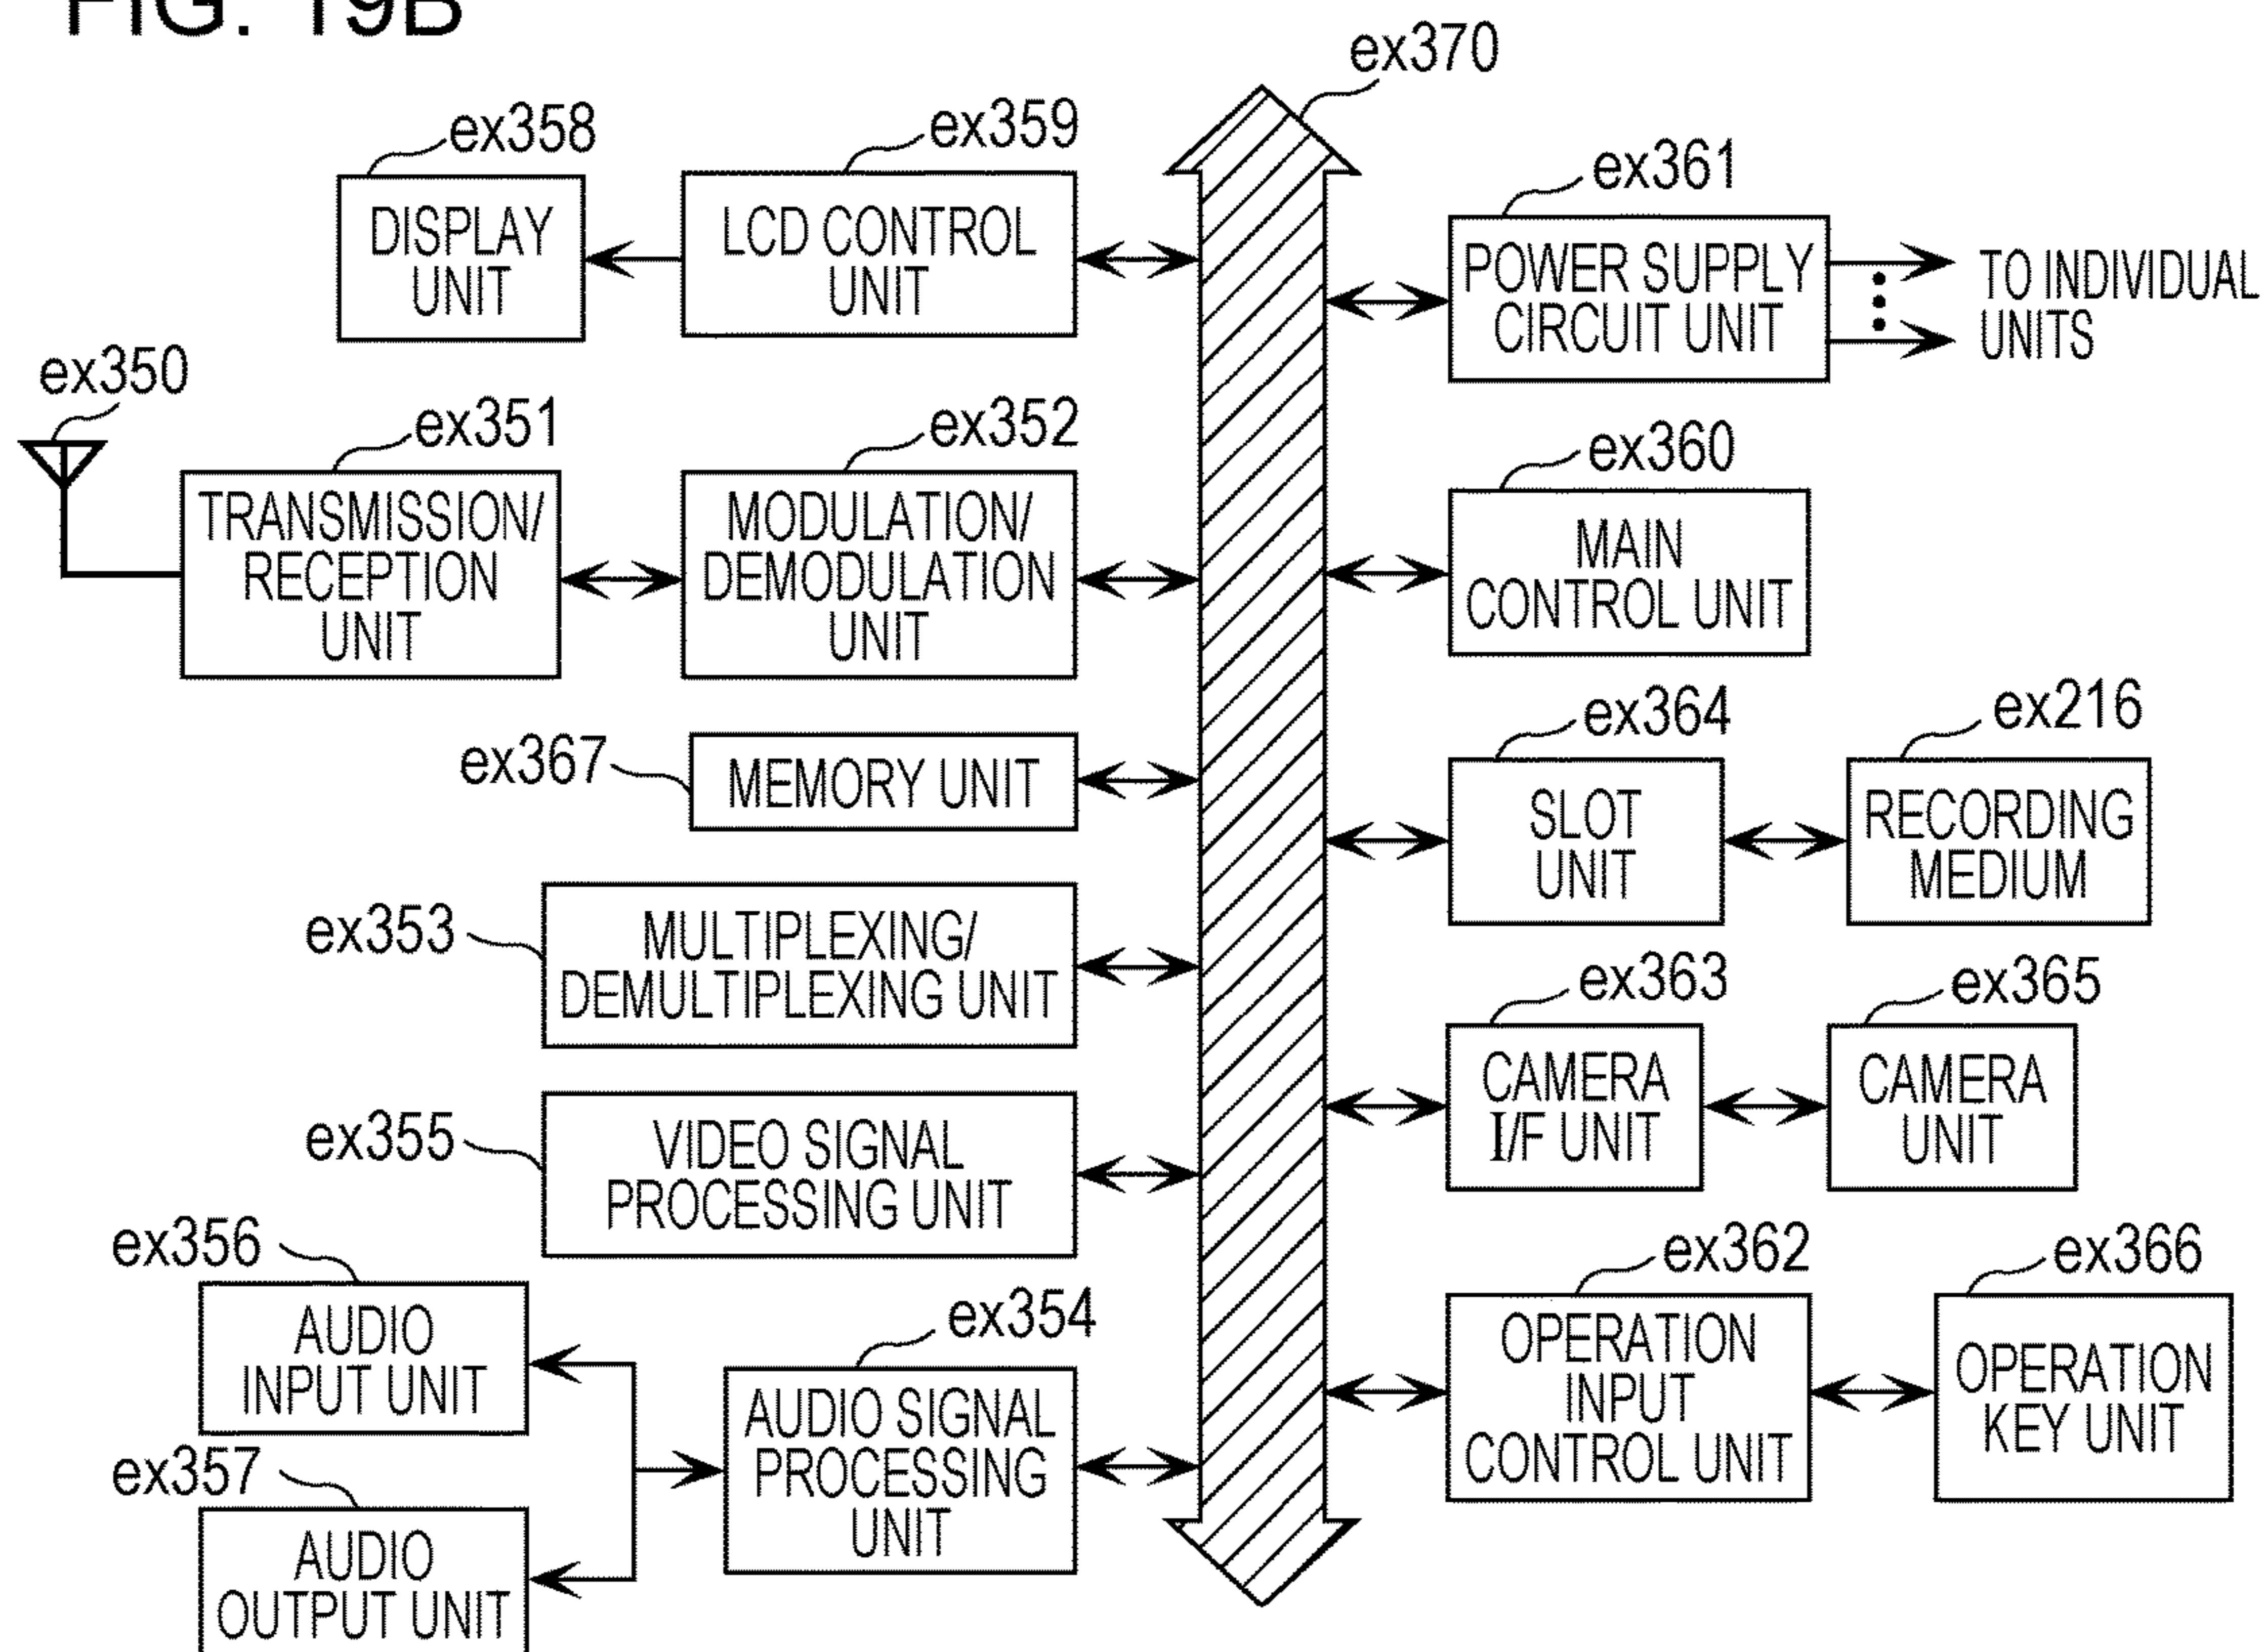 FIG. 19B
ex370
ex358
DISPLAY
UNIT
ex359
LCD CONTROL
UNIT
ex361
POWER SUPPLY
CIRCUIT UNIT
TO INDIVIDUAL
UNITS
ex350
ex351
TRANSMISSION/
RECEPTION
UNIT
ex352
MODULATION/
DEMODULATION
UNIT
ex360
MAIN
CONTROL UNIT
ex367
MEMORY UNIT
ex364
SLOT
UNIT
ex216
RECORDING
MEDIUM
ex353
MULTIPLEXING/
DEMULTIPLEXING UNIT
ex363
CAMERA
I/F UNIT
ex365
CAMERA
UNIT
ex355
VIDEO SIGNAL
PROCESSING UNIT
ex356
AUDIO
INPUT UNIT
ex354
AUDIO SIGNAL
PROCESSING
UNIT
ex362
OPERATION
INPUT
CONTROL UNIT
ex366
OPERATION
KEY UNIT
ex357
AUDIO
OUTPUT UNIT